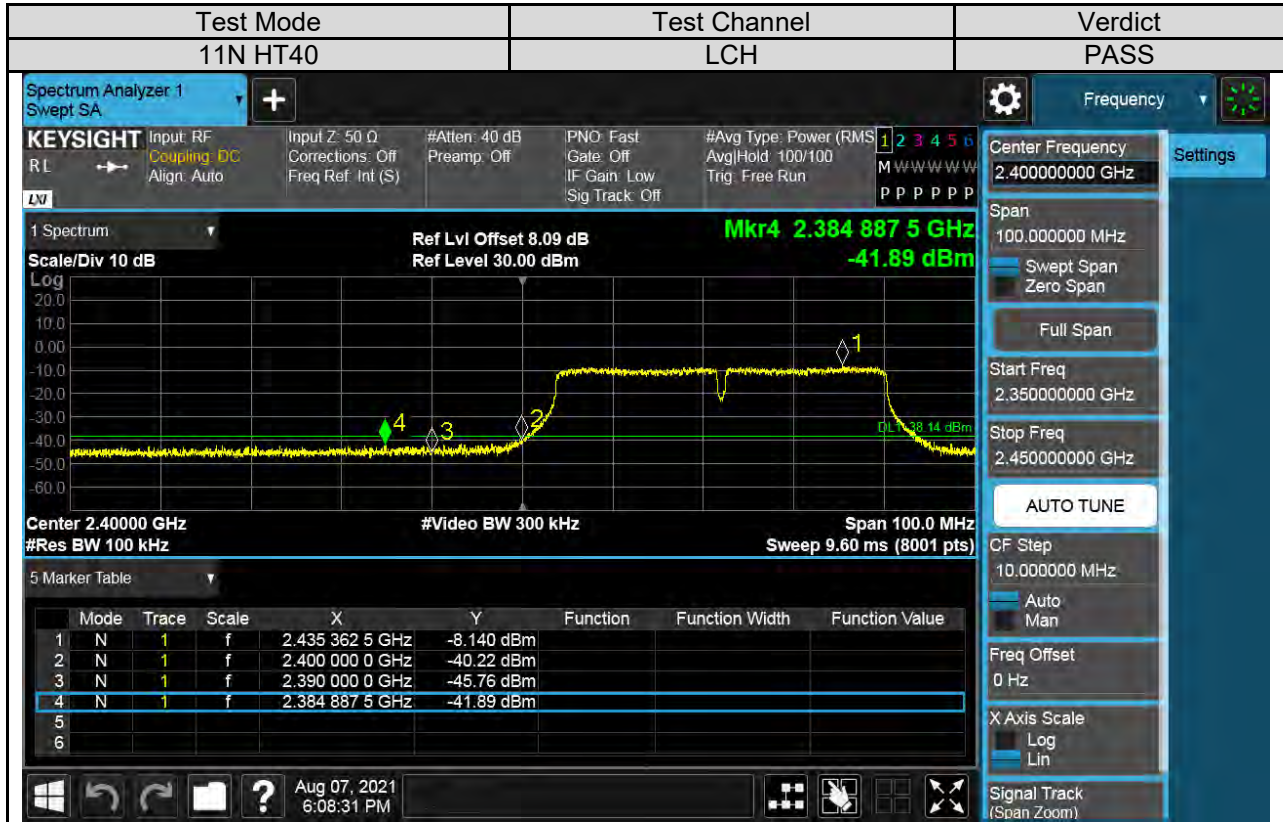 Test Mode Test Channel Verdict
11N HT40 LCH PASS
Spectrum Analyzer 1
Swept SA
Frequency
KEYSIGHT
RL
LXI
Input: RF
Coupling: DC
Align: Auto
Input Z: 50 Ω
Corrections: Off
Freq Ref: Int (S)
#Atten: 40 dB
Preamp: Off
PNO: Fast
Gate: Off
IF Gain: Low
Sig Track: Off
#Avg Type: Power (RMS
Avg|Hold: 100/100
Trig: Free Run
1 2 3 4 5 6
M W W W W W
P P P P P P
1 Spectrum
Scale/Div 10 dB
Ref Lvl Offset 8.09 dB
Ref Level 30.00 dBm
Mkr4 2.384 887 5 GHz
-41.89 dBm
Log
20.0
10.0
0.00
-10.0
-20.0
-30.0
-40.0
-50.0
-60.0
1
2
3
4
DL1 -38.14 dBm
Center 2.40000 GHz #Video BW 300 kHz Span 100.0 MHz
#Res BW 100 kHz Sweep 9.60 ms (8001 pts)
5 Marker Table
Mode Trace Scale X Y Function Function Width Function Value
1 N 1 f 2.435 362 5 GHz -8.140 dBm
2 N 1 f 2.400 000 0 GHz -40.22 dBm
3 N 1 f 2.390 000 0 GHz -45.76 dBm
4 N 1 f 2.384 887 5 GHz -41.89 dBm
5
6
Aug 07, 2021
6:08:31 PM
Center Frequency
2.400000000 GHz
Settings
Span
100.000000 MHz
Swept Span
Zero Span
Full Span
Start Freq
2.350000000 GHz
Stop Freq
2.450000000 GHz
AUTO TUNE
CF Step
10.000000 MHz
Auto
Man
Freq Offset
0 Hz
X Axis Scale
Log
Lin
Signal Track
(Span Zoom)